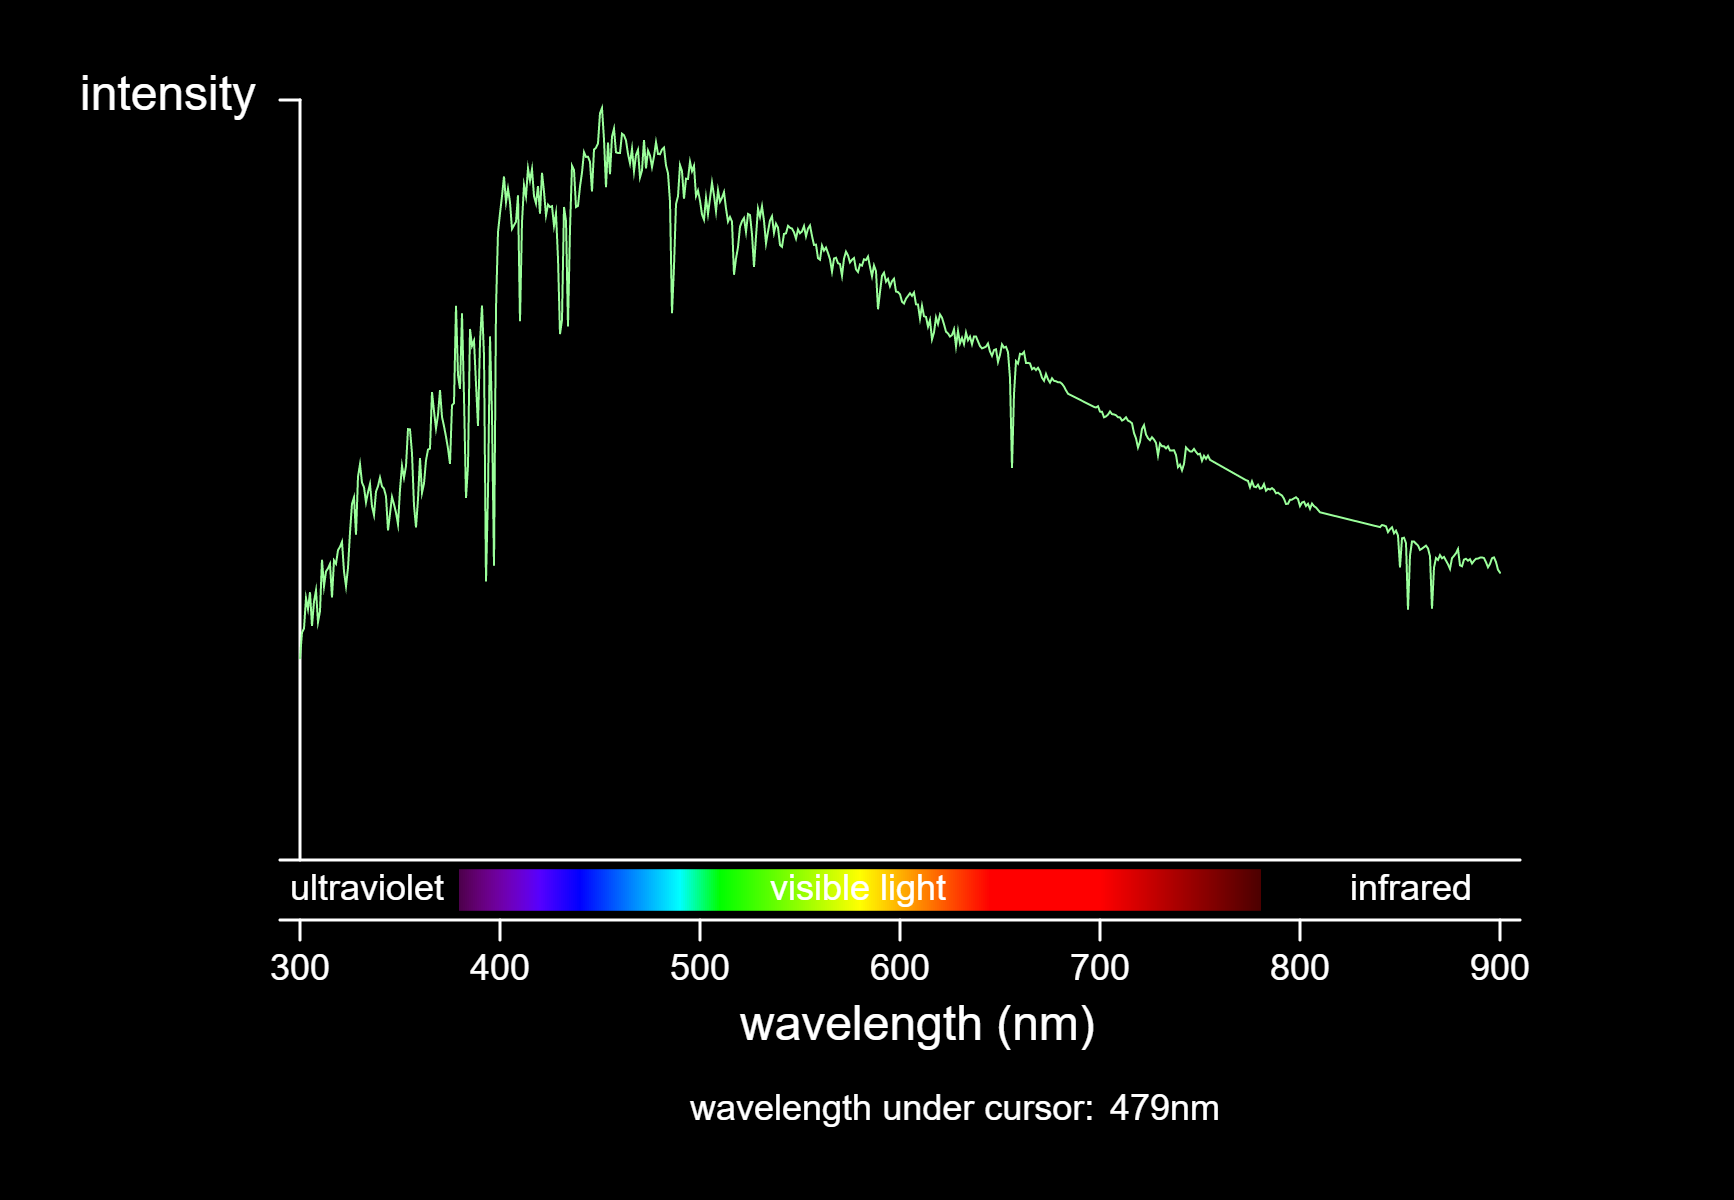 intensity
ultraviolet visible light infrared
300 400 500 600 700 800 900
wavelength (nm)
wavelength under cursor: 479nm